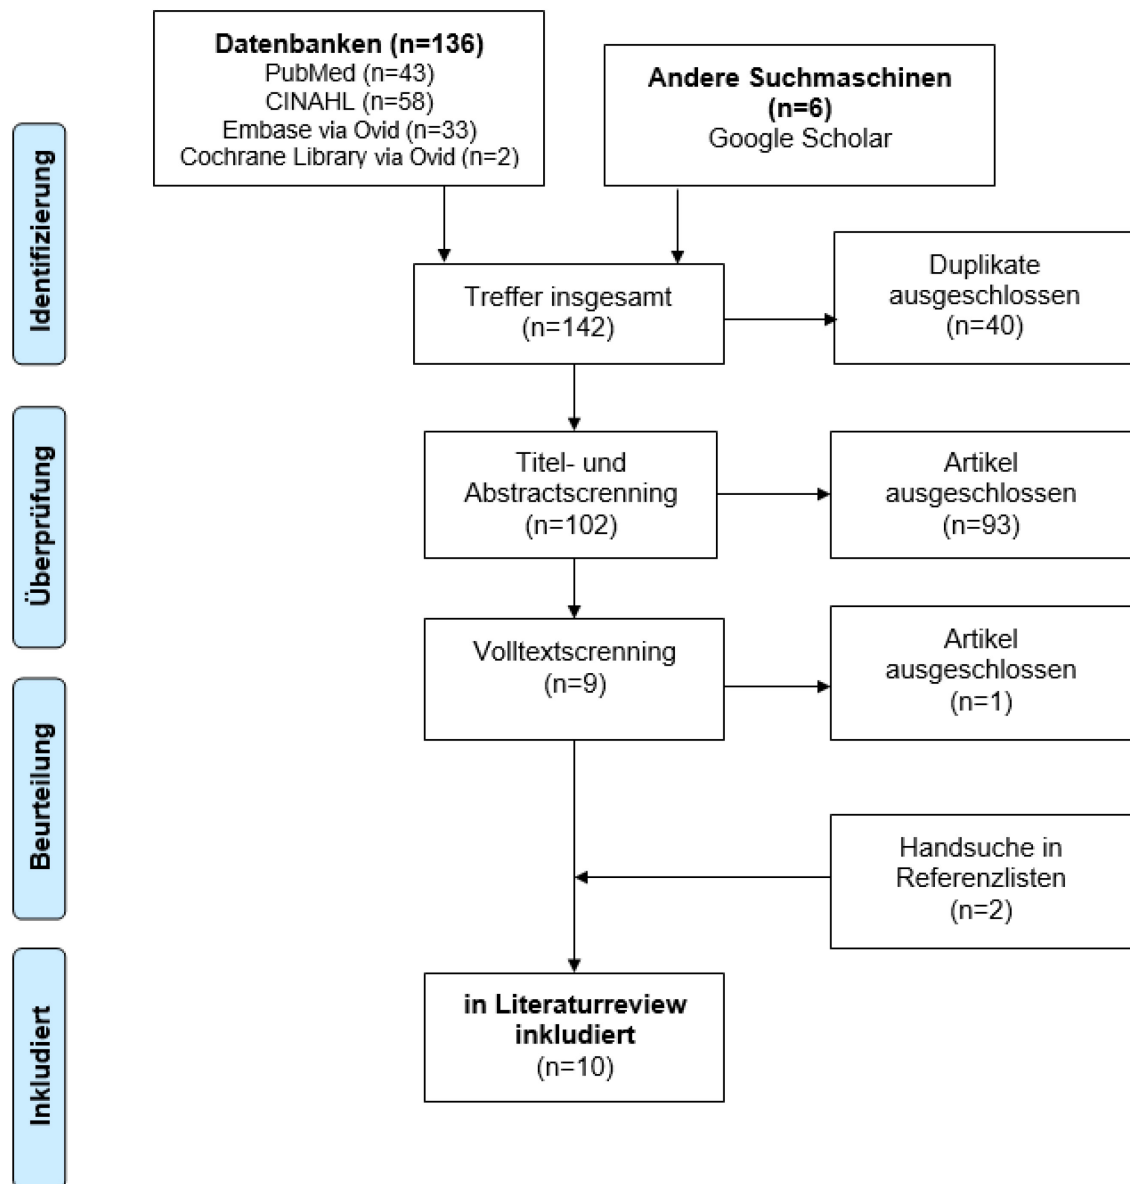 Datenbanken (n=136)
PubMed (n=43)
CINAHL (n=58)
Embase via Ovid (n=33)
Cochrane Library via Ovid (n=2)
Andere Suchmaschinen
(n=6)
Google Scholar
Identifizierung
Treffer insgesamt
(n=142)
Duplikate
ausgeschlossen
(n=40)
Überprüfung
Titel- und
Abstractscrenning
(n=102)
Artikel
ausgeschlossen
(n=93)
Volltextscrenning
(n=9)
Artikel
ausgeschlossen
(n=1)
Beurteilung
Handsuche in
Referenzlisten
(n=2)
Inkludiert
in Literaturreview
inkludiert
(n=10)